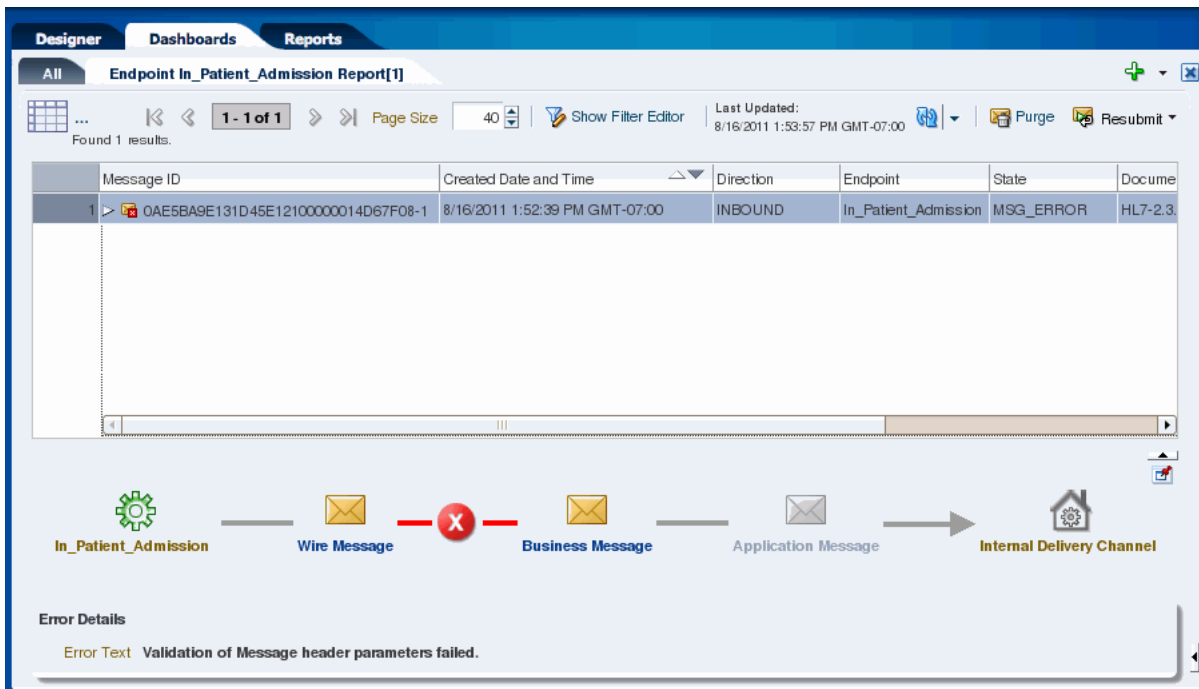 Designer Dashboards Reports
All Endpoint In_Patient_Admission Report[1]
... 1 - 1 of 1 Page Size 40 Show Filter Editor Last Updated: 8/16/2011 1:53:57 PM GMT-07:00 Purge Resubmit
Found 1 results.
Message ID Created Date and Time Direction Endpoint State Docume
1 0AE5BA9E131D45E12100000014D67F08-1 8/16/2011 1:52:39 PM GMT-07:00 INBOUND In_Patient_Admission MSG_ERROR HL7-2.3.
X
In_Patient_Admission Wire Message Business Message Application Message Internal Delivery Channel
Error Details
Error Text Validation of Message header parameters failed.